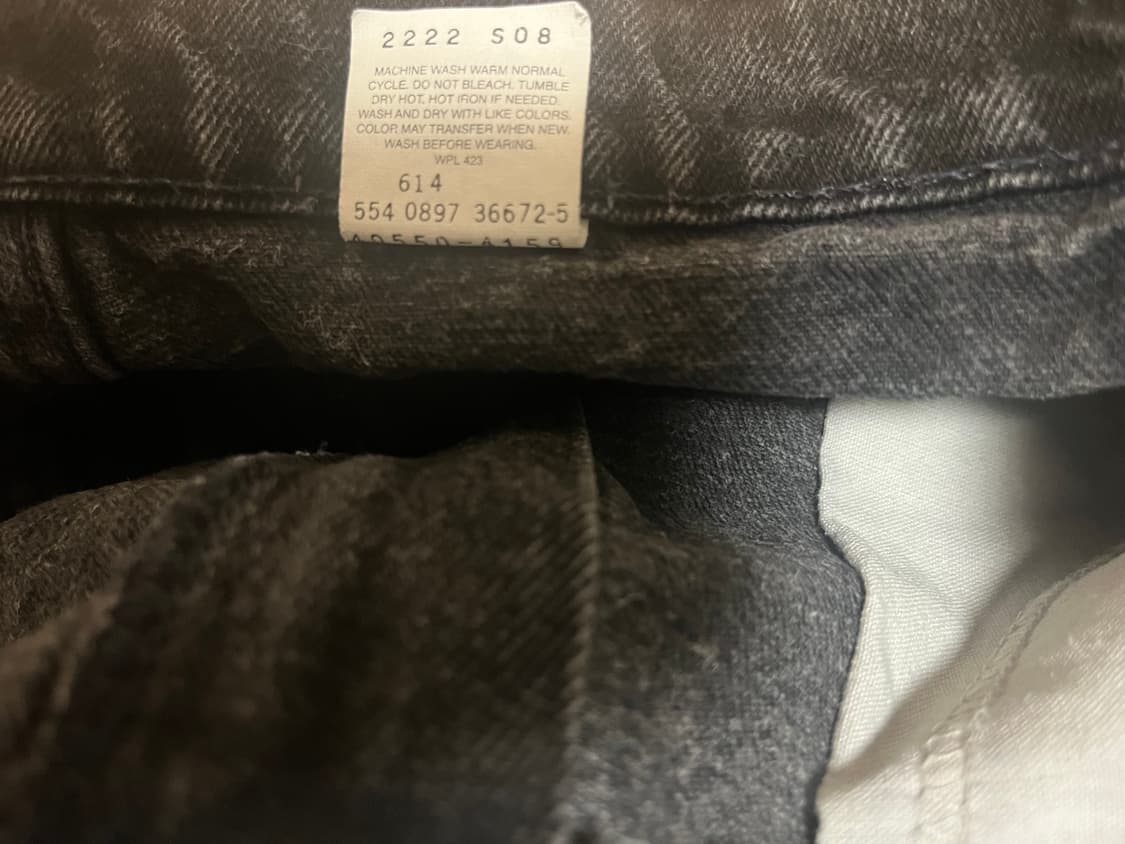 2222 S08
MACHINE WASH WARM NORMAL
CYCLE. DO NOT BLEACH. TUMBLE
DRY HOT, HOT IRON IF NEEDED.
WASH AND DRY WITH LIKE COLORS.
COLOR MAY TRANSFER WHEN NEW.
WASH BEFORE WEARING.
WPL 423
614
554 0897 36672-5